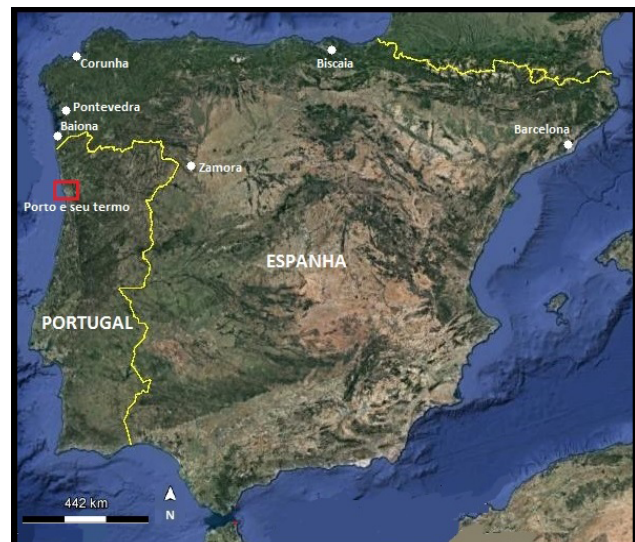 Corunha
Biscaia
Pontevedra
Baiona
Barcelona
Zamora
Porto e seu termo
ESPANHA
PORTUGAL
442 km
N